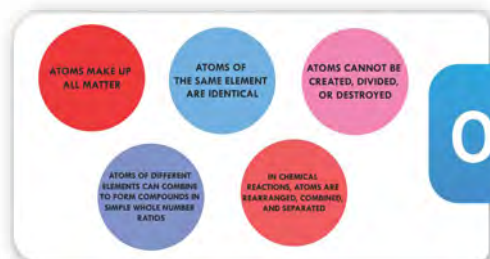 ATOMS MAKE UP
ALL MATTER
ATOMS OF
THE SAME ELEMENT
ARE IDENTICAL
ATOMS CANNOT BE
CREATED, DIVIDED,
OR DESTROYED
ATOMS OF DIFFERENT
ELEMENTS CAN COMBINE
TO FORM COMPOUNDS IN
SIMPLE WHOLE NUMBER
RATIOS
IN CHEMICAL
REACTIONS, ATOMS ARE
REARRANGED, COMBINED,
AND SEPARATED